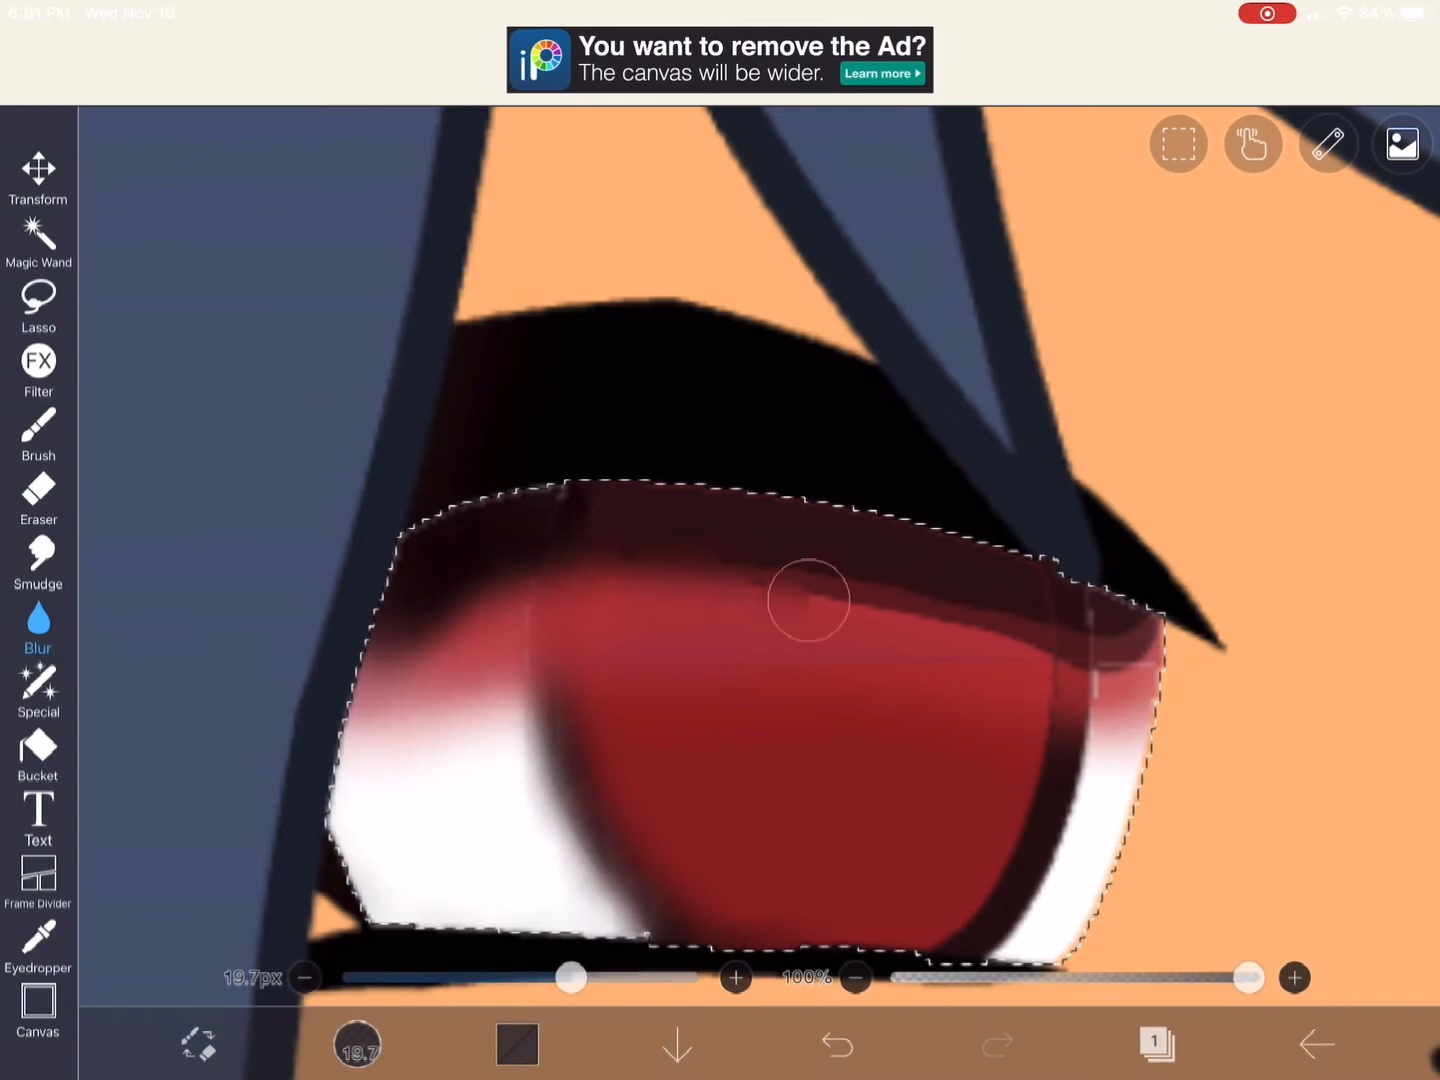 6:01 PM Wed Nov 10
84%
iP
You want to remove the Ad?
The canvas will be wider.
Learn more
Transform
Magic Wand
Lasso
FX
Filter
Brush
Eraser
Smudge
Blur
Special
Bucket
T
Text
Frame Divider
Eyedropper
Canvas
19.7px
100%
19.7
1